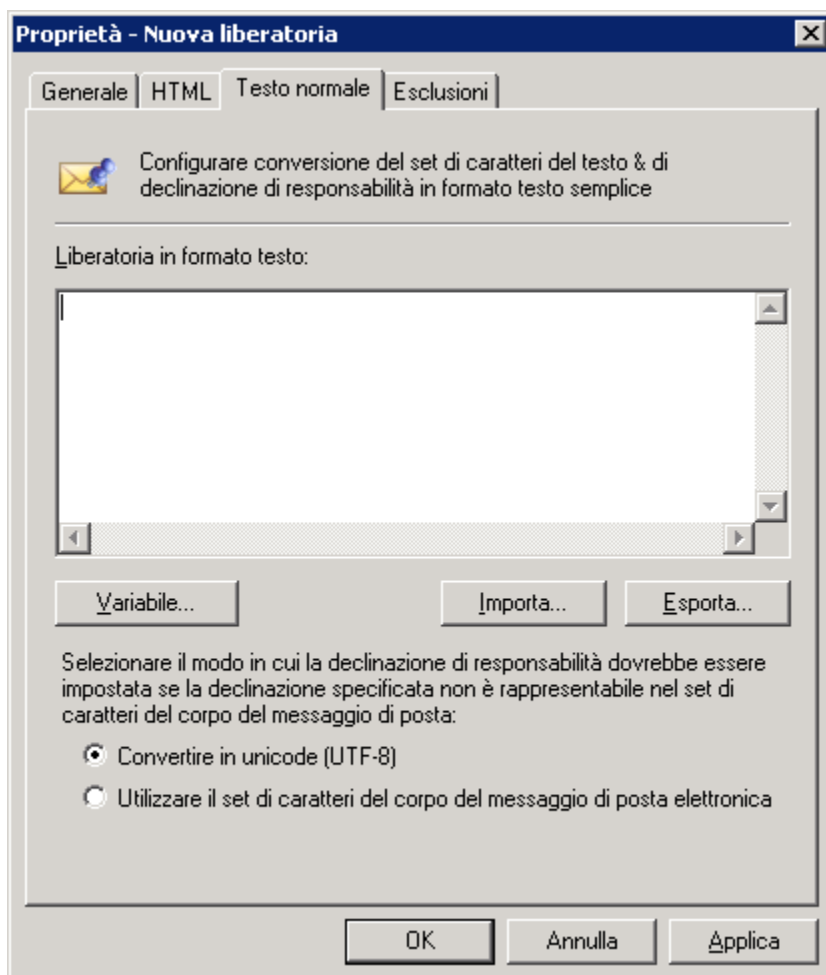 Proprietà - Nuova liberatoria
Generale HTML Testo normale Esclusioni
Configurare conversione del set di caratteri del testo & di
declinazione di responsabilità in formato testo semplice
Liberatoria in formato testo:
Variabile... Importa... Esporta...
Selezionare il modo in cui la declinazione di responsabilità dovrebbe essere
impostata se la declinazione specificata non è rappresentabile nel set di
caratteri del corpo del messaggio di posta:
Convertire in unicode (UTF-8)
Utilizzare il set di caratteri del corpo del messaggio di posta elettronica
OK Annulla Applica